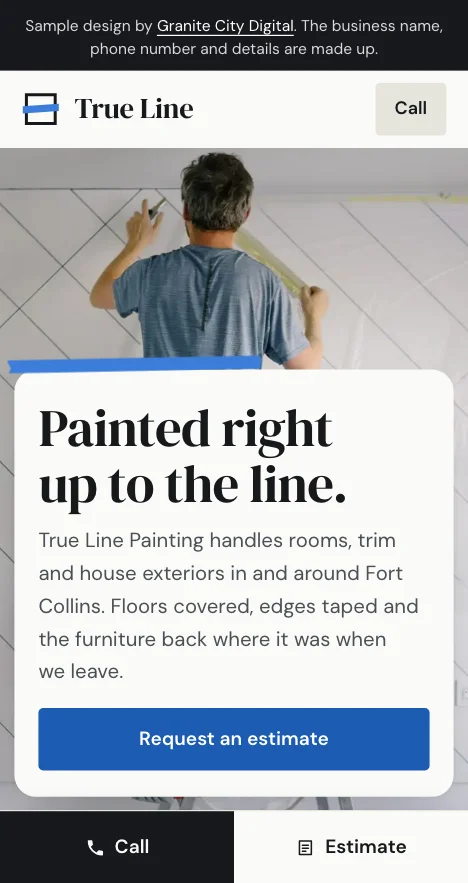 Sample design by Granite City Digital. The business name,
phone number and details are made up.
True Line
Call
Painted right
up to the line.
True Line Painting handles rooms, trim
and house exteriors in and around Fort
Collins. Floors covered, edges taped and
the furniture back where it was when
we leave.
Request an estimate
Call
Estimate